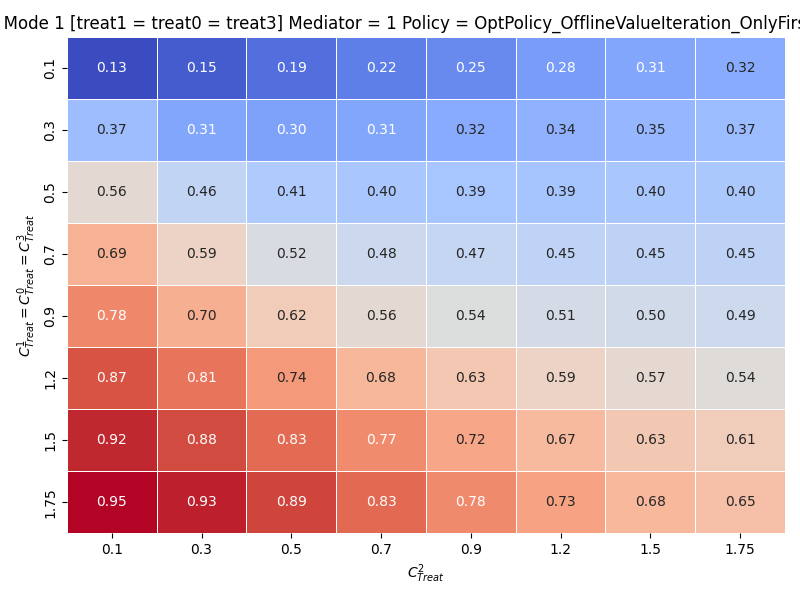 Mode 1 [treat1 = treat0 = treat3] Mediator = 1 Policy = OptPolicy_OfflineValueIteration_OnlyFirs
0.1 0.13 0.15 0.19 0.22 0.25 0.28 0.31 0.32
0.3 0.37 0.31 0.30 0.31 0.32 0.34 0.35 0.37
0.5 0.56 0.46 0.41 0.40 0.39 0.39 0.40 0.40
0.7 0.69 0.59 0.52 0.48 0.47 0.45 0.45 0.45
0.9 0.78 0.70 0.62 0.56 0.54 0.51 0.50 0.49
1.2 0.87 0.81 0.74 0.68 0.63 0.59 0.57 0.54
1.5 0.92 0.88 0.83 0.77 0.72 0.67 0.63 0.61
1.75 0.95 0.93 0.89 0.83 0.78 0.73 0.68 0.65
0.1 0.3 0.5 0.7 0.9 1.2 1.5 1.75
C^2_{Treat}
C^1_{Treat} = C^0_{Treat} = C^3_{Treat}